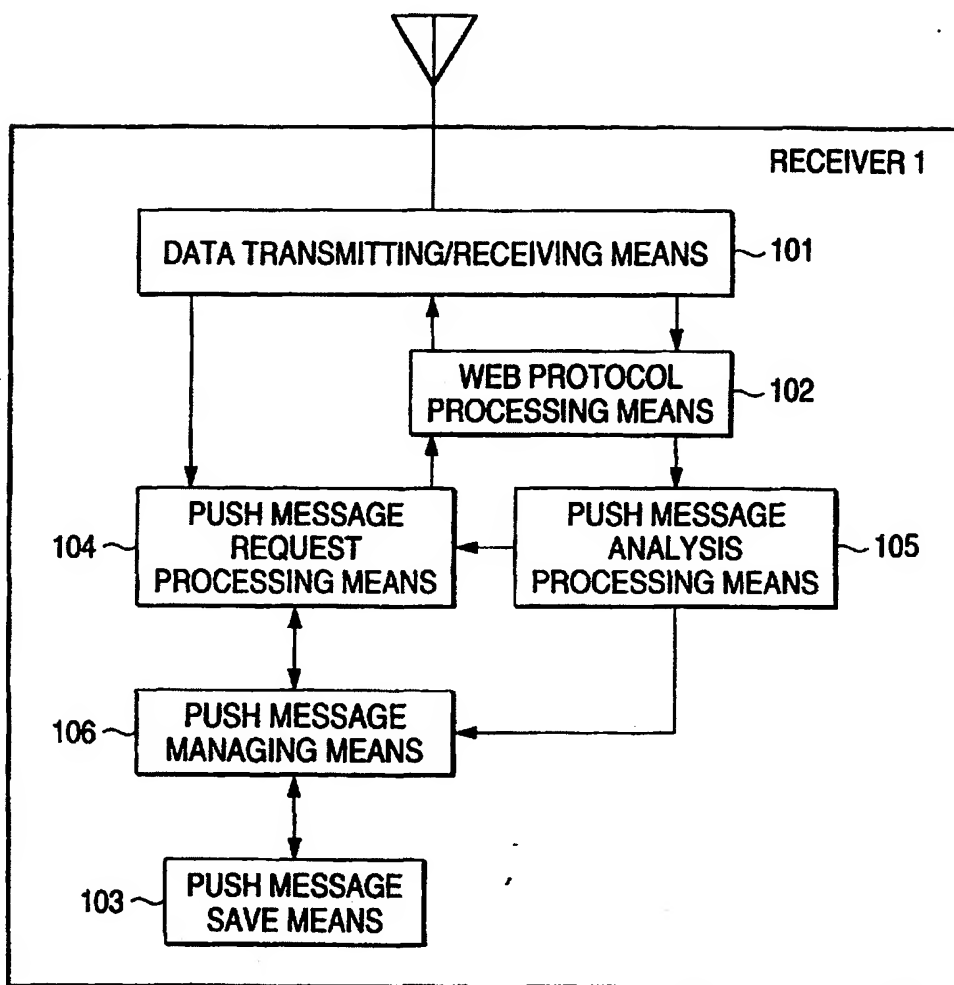 RECEIVER 1
DATA TRANSMITTING/RECEIVING MEANS
101
WEB PROTOCOL
PROCESSING MEANS
102
104
PUSH MESSAGE
REQUEST
PROCESSING MEANS
PUSH MESSAGE
ANALYSIS
PROCESSING MEANS
105
106
PUSH MESSAGE
MANAGING MEANS
103
PUSH MESSAGE
SAVE MEANS